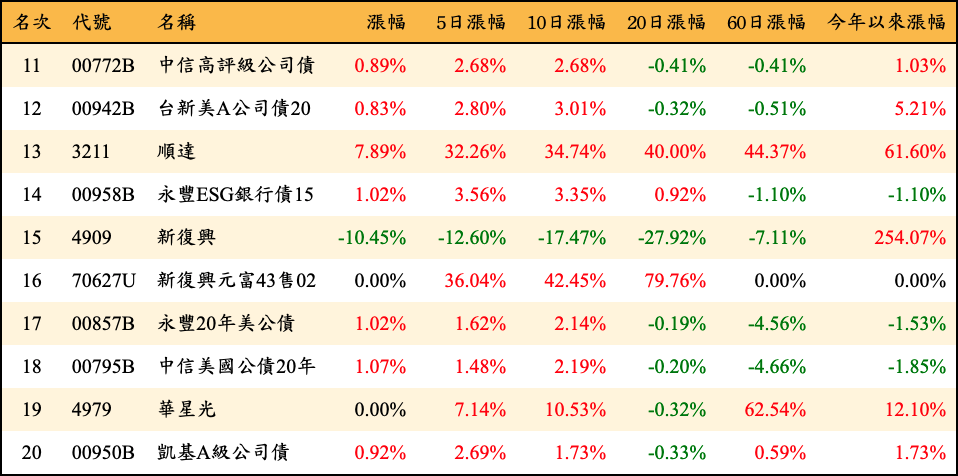 名次 代號 名稱 漲幅 5日漲幅 10日漲幅 20日漲幅 60日漲幅 今年以來漲幅
11 00772B 中信高評級公司債 0.89% 2.68% 2.68% -0.41% -0.41% 1.03%
12 00942B 台新美A公司債20 0.83% 2.80% 3.01% -0.32% -0.51% 5.21%
13 3211 順達 7.89% 32.26% 34.74% 40.00% 44.37% 61.60%
14 00958B 永豐ESG銀行債15 1.02% 3.56% 3.35% 0.92% -1.10% -1.10%
15 4909 新復興 -10.45% -12.60% -17.47% -27.92% -7.11% 254.07%
16 70627U 新復興元富43售02 0.00% 36.04% 42.45% 79.76% 0.00% 0.00%
17 00857B 永豐20年美公債 1.02% 1.62% 2.14% -0.19% -4.56% -1.53%
18 00795B 中信美國公債20年 1.07% 1.48% 2.19% -0.20% -4.66% -1.85%
19 4979 華星光 0.00% 7.14% 10.53% -0.32% 62.54% 12.10%
20 00950B 凱基A級公司債 0.92% 2.69% 1.73% -0.33% 0.59% 1.73%